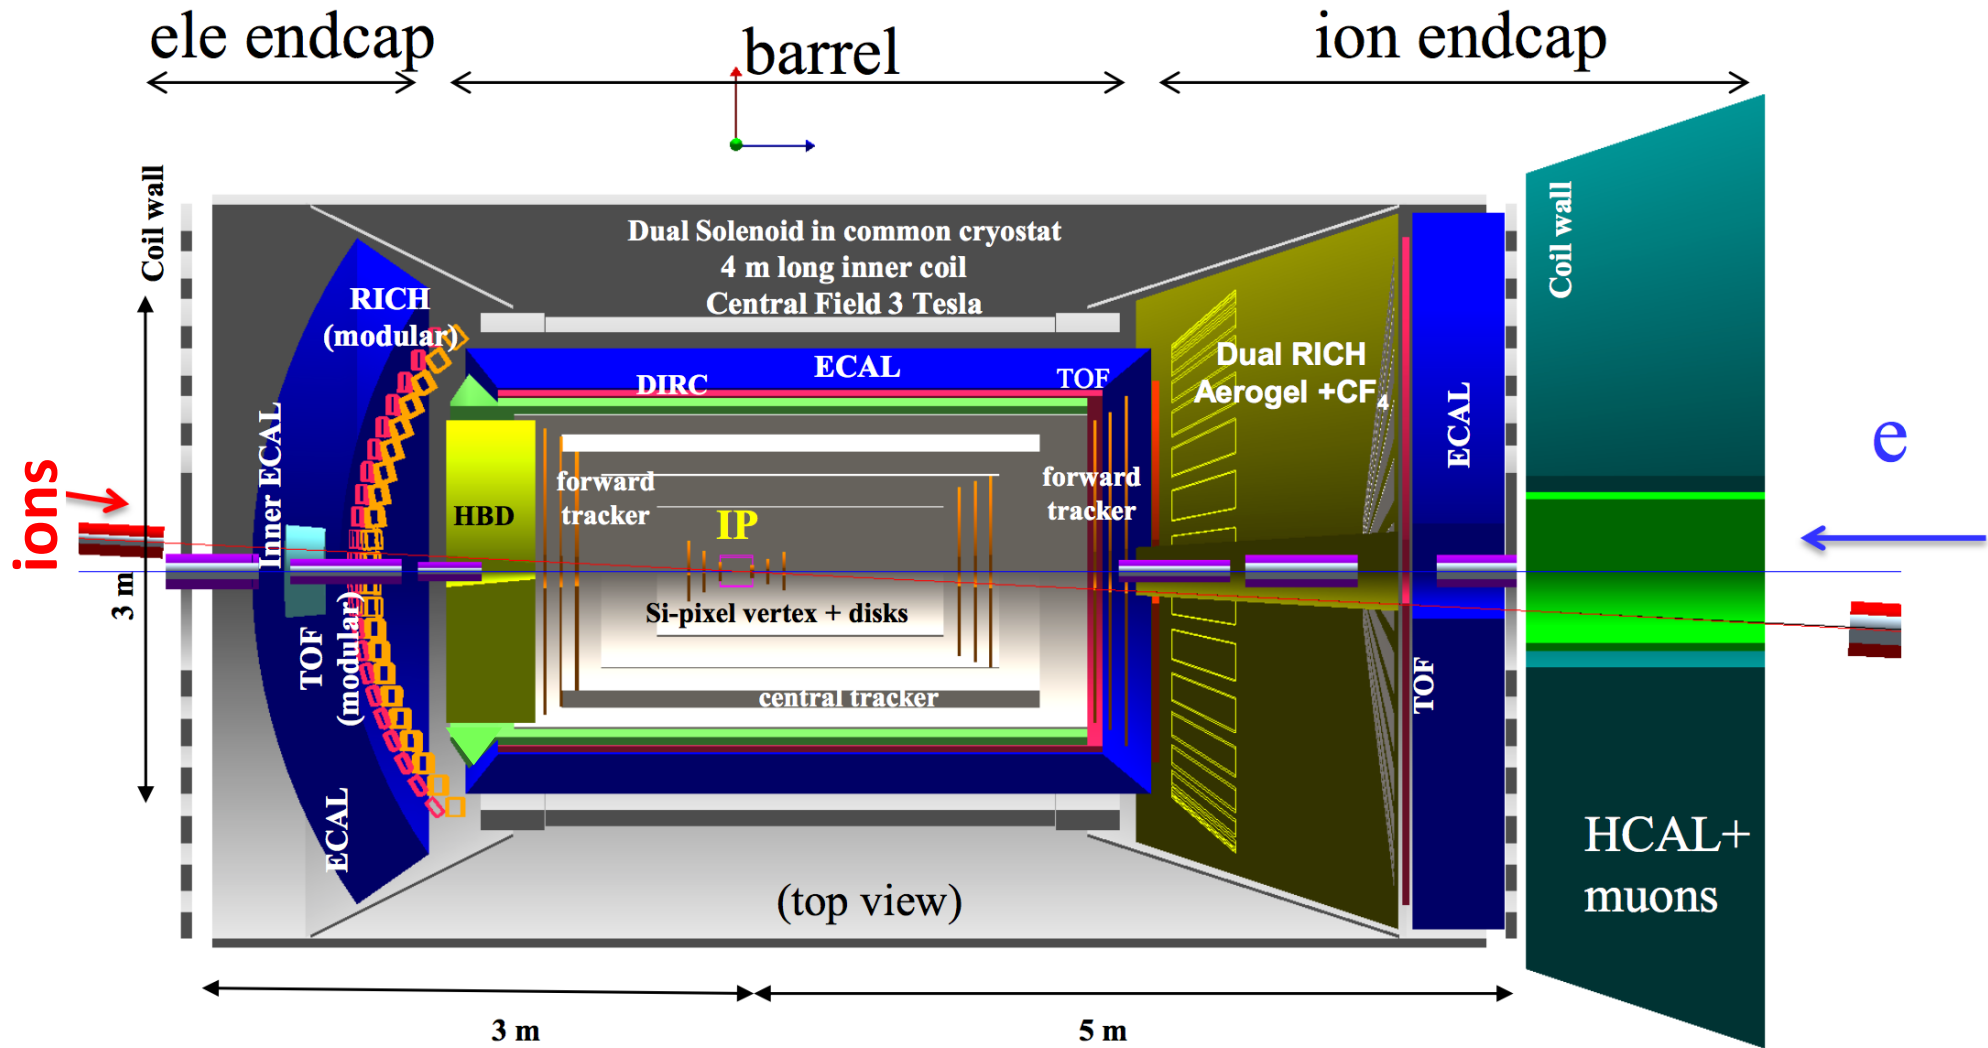 ele endcap
barrel
ion endcap
Coil wall
Dual Solenoid in common cryostat
4 m long inner coil
Central Field 3 Tesla
Coil wall
RICH
(modular)
ECAL
DIRC
TOF
Dual RICH
Aerogel +CF4
ECAL
e
ions
Inner ECAL
forward
tracker
HBD
IP
forward
tracker
3 m
Si-pixel vertex + disks
TOF
(modular)
TOF
central tracker
ECAL
HCAL+
muons
(top view)
3 m
5 m